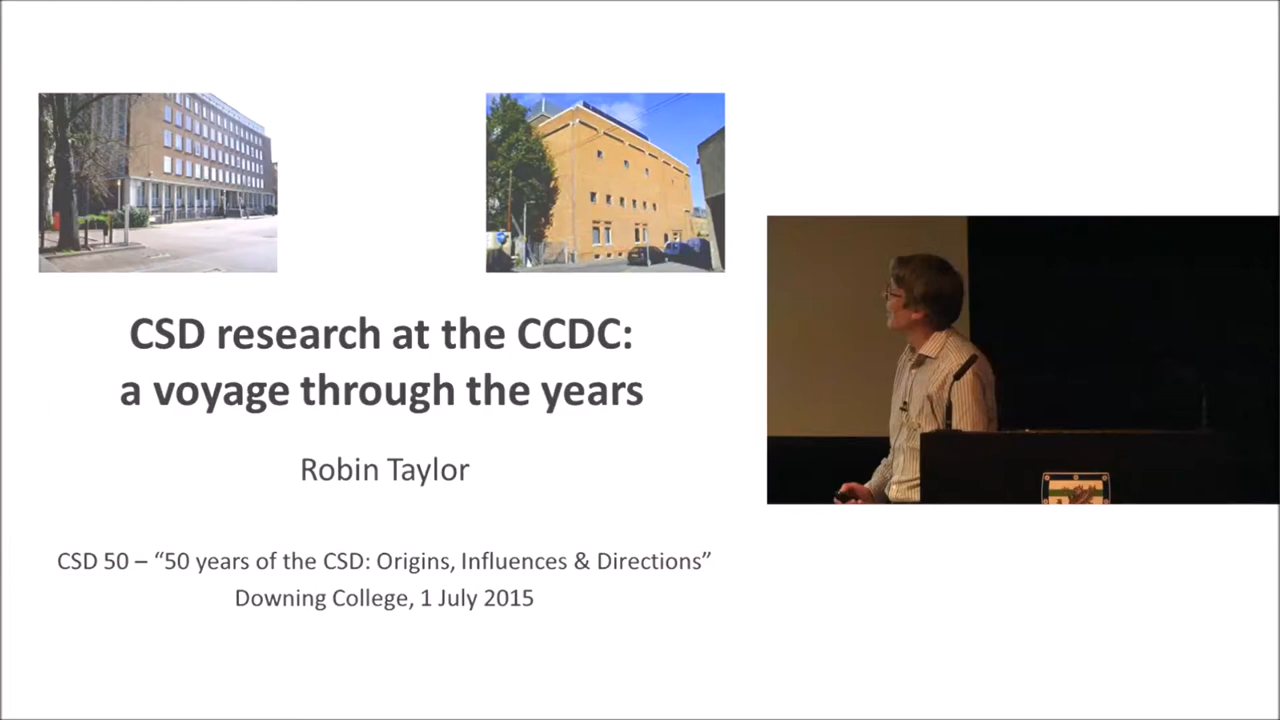 CSD research at the CCDC:
a voyage through the years
Robin Taylor
CSD 50 – “50 years of the CSD: Origins, Influences & Directions”
Downing College, 1 July 2015